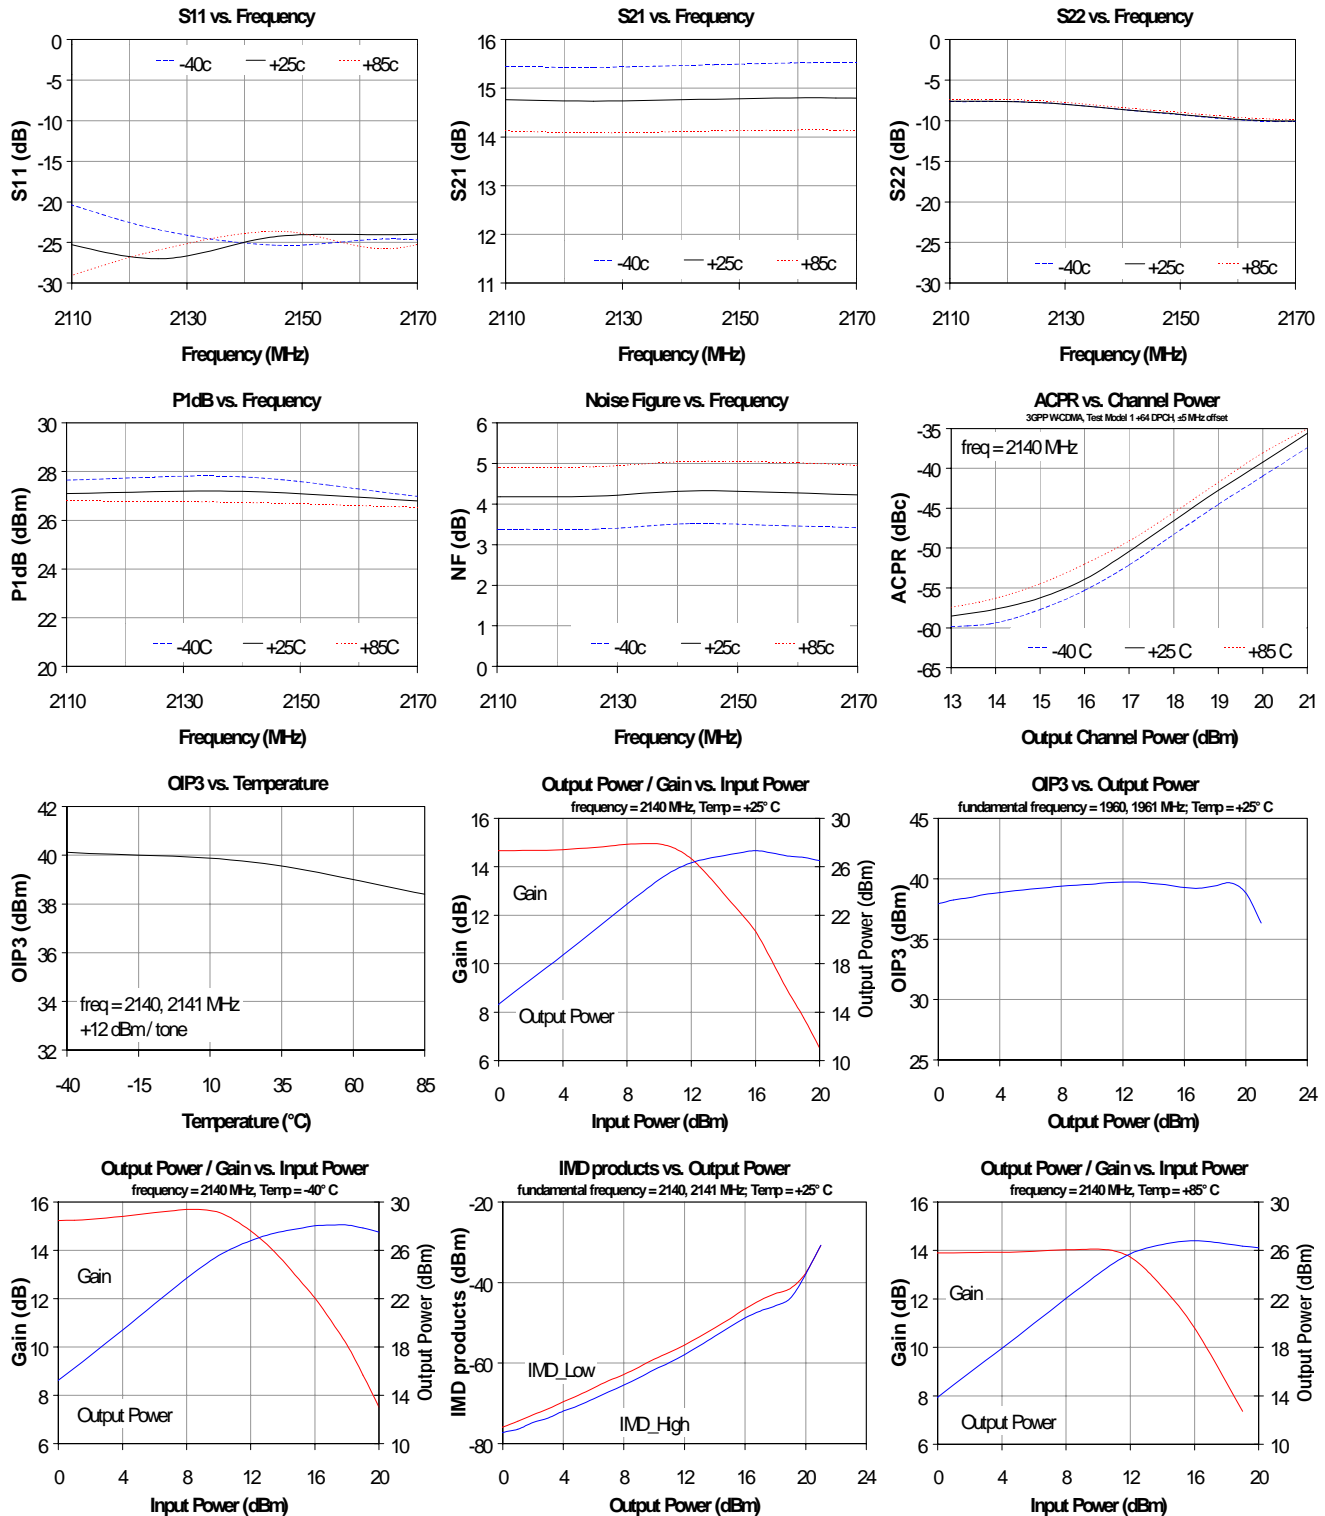 S11 vs. Frequency
0
-5
-10
-15
-20
-25
-30
S11 (dB)
-40c
+25c
+85c
2110
2130
2150
2170
Frequency (MHz)
S21 vs. Frequency
16
15
14
13
12
11
S21 (dB)
-40c
+25c
+85c
2110
2130
2150
2170
Frequency (MHz)
S22 vs. Frequency
0
-5
-10
-15
-20
-25
-30
S22 (dB)
-40c
+25c
+85c
2110
2130
2150
2170
Frequency (MHz)
P1dB vs. Frequency
30
28
26
24
22
20
P1dB (dBm)
-40C
+25C
+85C
2110
2130
2150
2170
Frequency (MHz)
Noise Figure vs. Frequency
6
5
4
3
2
1
0
NF (dB)
-40c
+25c
+85c
2110
2130
2150
2170
Frequency (MHz)
ACPR vs. Channel Power
3GPP W-CDMA, Test Model 1 +64 DPCH, ±5 MHz offset
freq = 2140 MHz
-35
-40
-45
-50
-55
-60
-65
ACPR (dBc)
-40 C
+25 C
+85 C
13
14
15
16
17
18
19
20
21
Output Channel Power (dBm)
OIP3 vs. Temperature
42
40
38
36
34
32
OIP3 (dBm)
freq = 2140, 2141 MHz
+12 dBm / tone
-40
-15
10
35
60
85
Temperature (°C)
Output Power / Gain vs. Input Power
frequency = 2140 MHz, Temp = +25° C
16
14
12
10
8
6
Gain (dB)
Gain
Output Power
30
26
22
18
14
10
Output Power (dBm)
0
4
8
12
16
20
Input Power (dBm)
OIP3 vs. Output Power
fundamental frequency = 1960, 1961 MHz; Temp = +25° C
45
40
35
30
25
OIP3 (dBm)
0
4
8
12
16
20
24
Output Power (dBm)
Output Power / Gain vs. Input Power
frequency = 2140 MHz, Temp = -40° C
16
14
12
10
8
6
Gain (dB)
Gain
Output Power
30
26
22
18
14
10
Output Power (dBm)
0
4
8
12
16
20
Input Power (dBm)
IMD products vs. Output Power
fundamental frequency = 2140, 2141 MHz; Temp = +25° C
-20
-40
-60
-80
IMD products (dBm)
IMD_Low
IMD_High
0
4
8
12
16
20
24
Output Power (dBm)
Output Power / Gain vs. Input Power
frequency = 2140 MHz, Temp = +85° C
16
14
12
10
8
6
Gain (dB)
Gain
Output Power
30
26
22
18
14
10
Output Power (dBm)
0
4
8
12
16
20
Input Power (dBm)